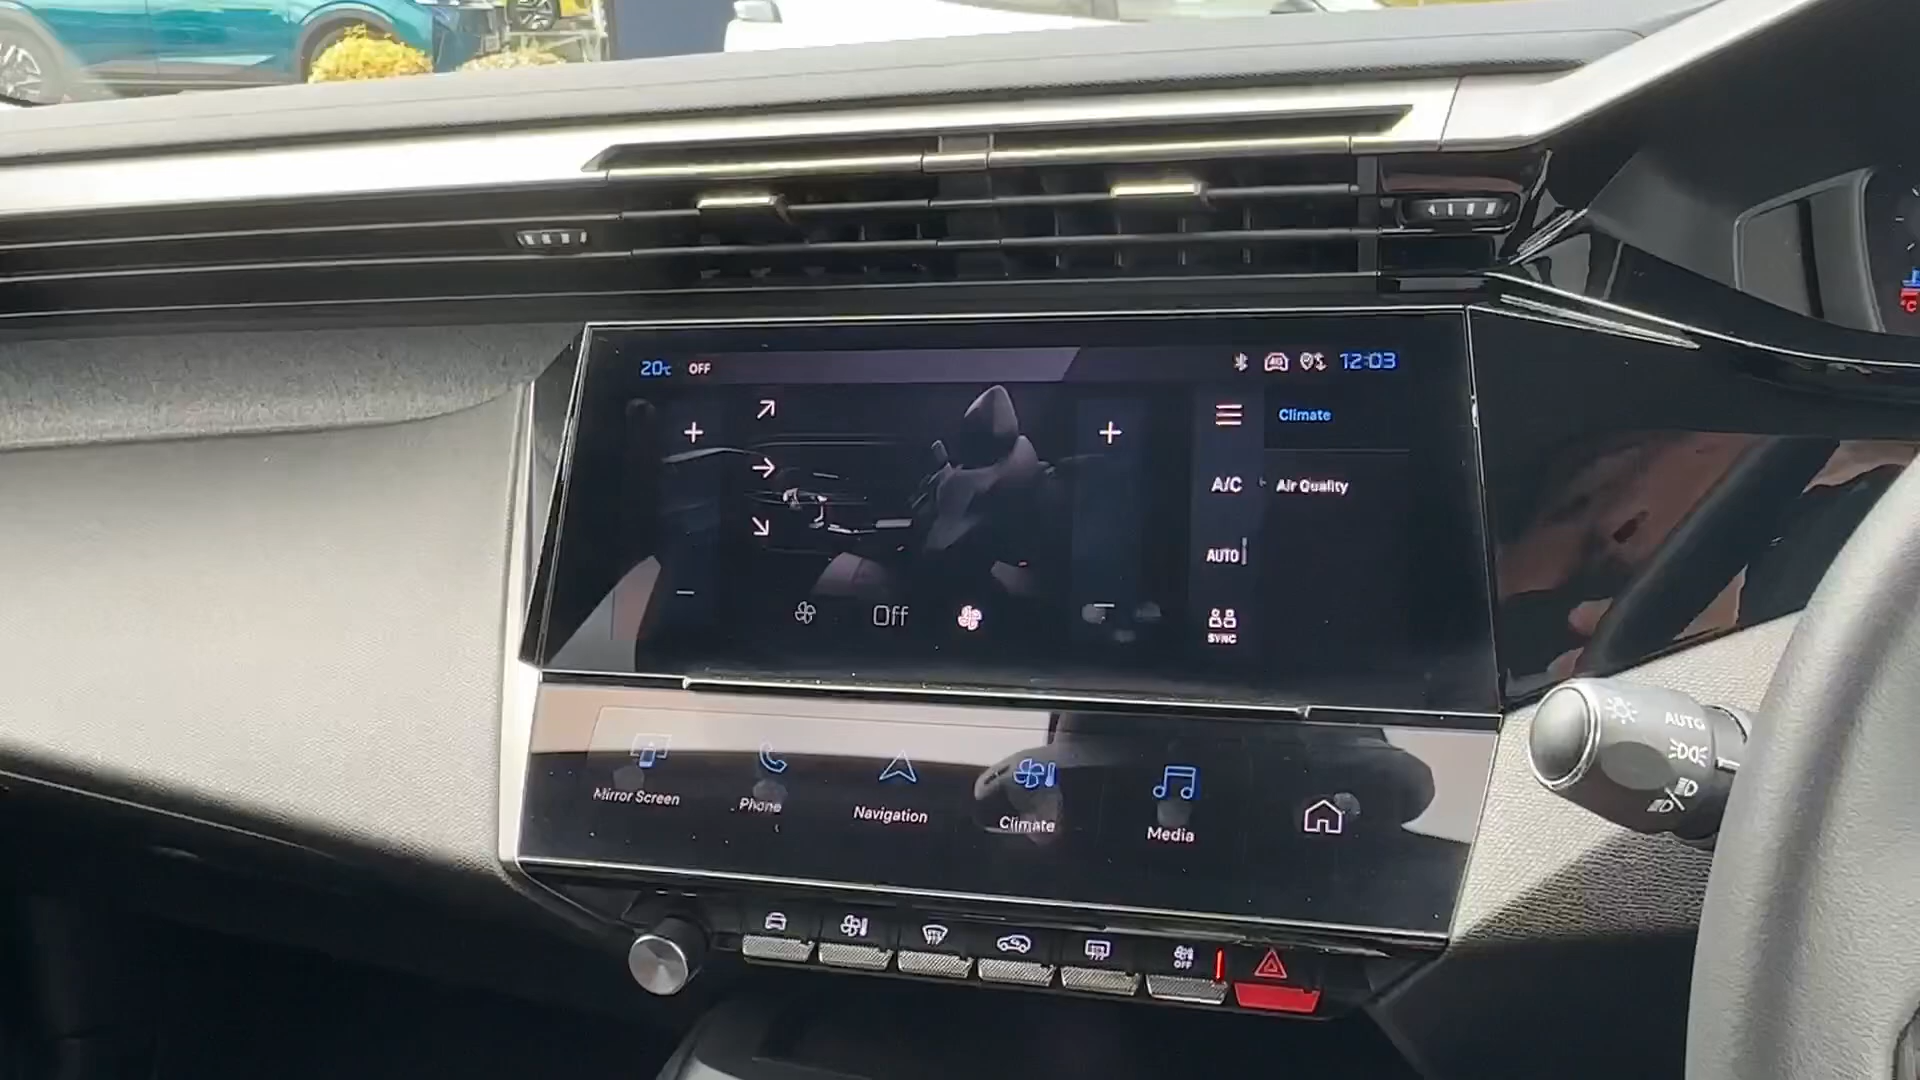 20c OFF 12:03
Climate
A/C Air Quality
AUTO
Off
SYNC
Mirror Screen Phone Navigation Climate Media
OFF
AUTO
°C